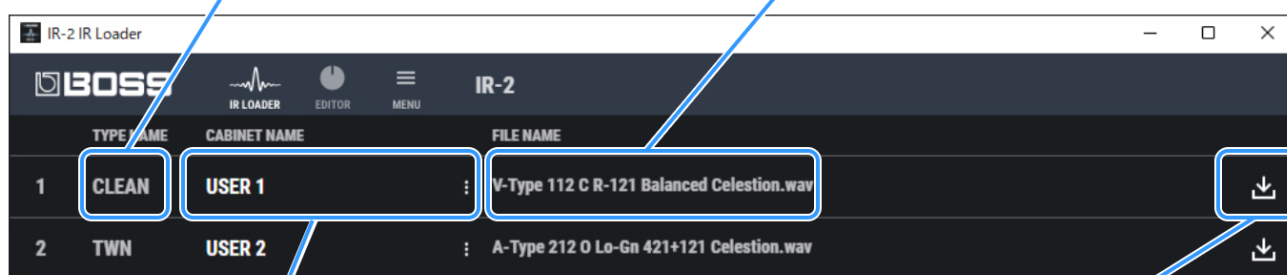 IR-2 IR Loader
BOSS IR LOADER EDITOR MENU IR-2
TYPE NAME CABINET NAME FILE NAME
1 CLEAN USER 1 V-Type 112 C R-121 Balanced Celestion.wav
2 TWN USER 2 A-Type 212 O Lo-Gn 421+121 Celestion.wav